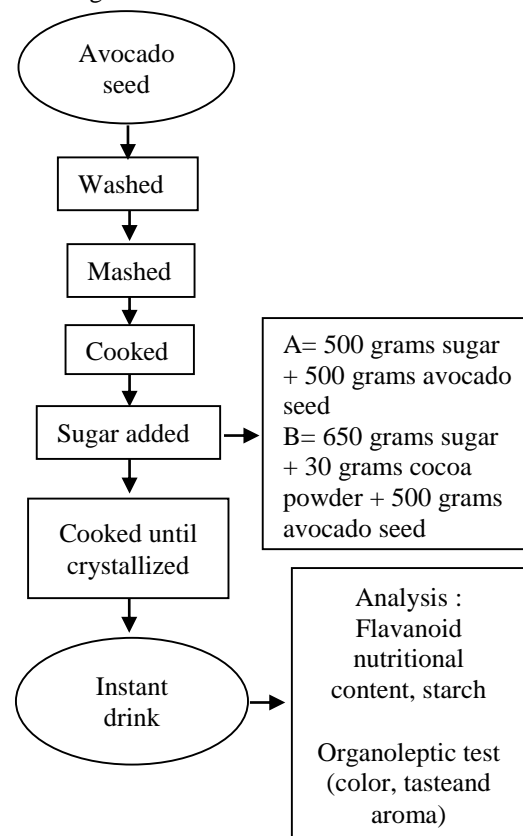 Avocado
seed
Washed
Mashed
Cooked
Sugar added
A= 500 grams sugar
+ 500 grams avocado
seed
B= 650 grams sugar
+ 30 grams cocoa
powder + 500 grams
avocado seed
Cooked until
crystallized
Instant
drink
Analysis :
Flavanoid
nutritional
content, starch
Organoleptic test
(color, tasteand
aroma)